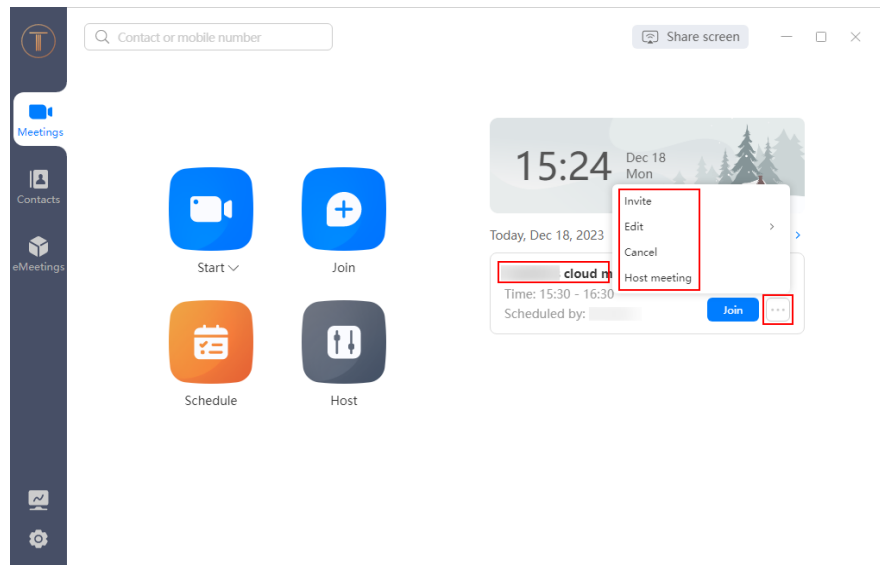 Contact or mobile number
Share screen
Meetings
Contacts
eMeetings
Start
Join
Schedule
Host
15:24
Dec 18
Mon
Today, Dec 18, 2023
Invite
Edit
Cancel
Host meeting
cloud m
Time: 15:30 - 16:30
Scheduled by:
Join